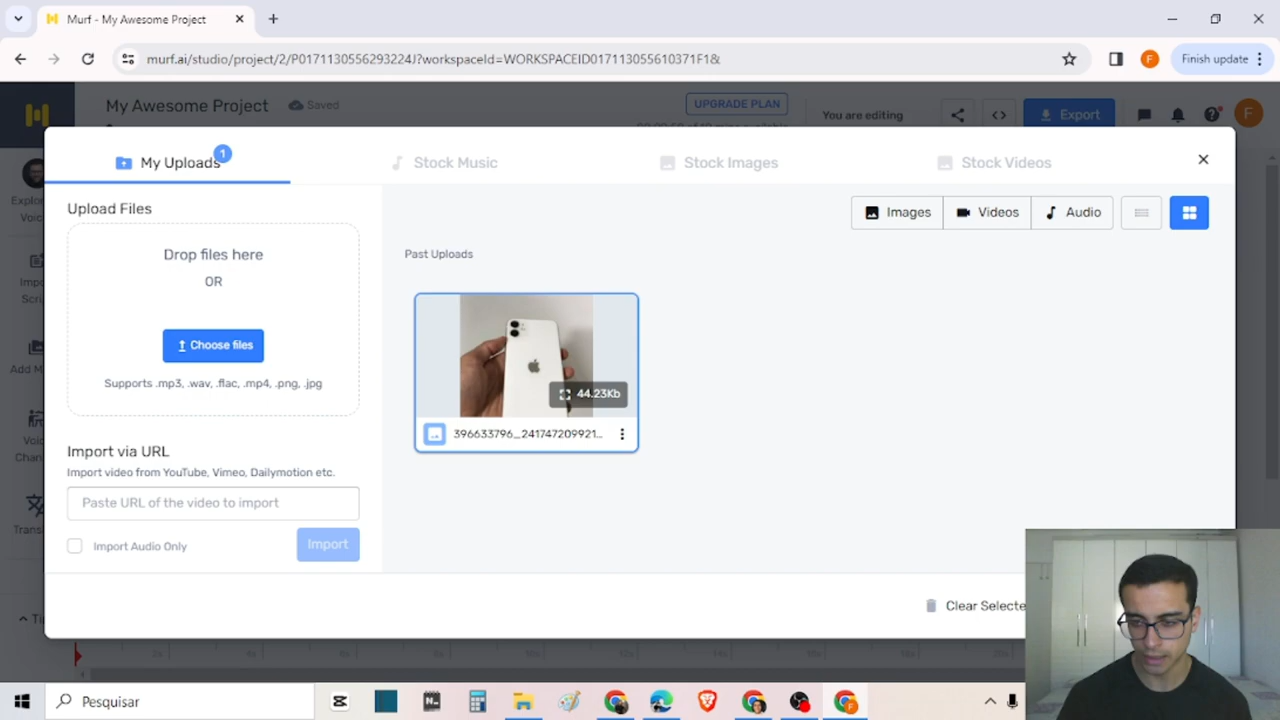 Murf - My Awesome Project
murf.ai/studio/project/2/P0171130556293224J?workspaceId=WORKSPACEID017113055610371F1&
Finish update
My Awesome Project
Saved
UPGRADE PLAN
You are editing
Export
F
My Uploads
1
Stock Music
Stock Images
Stock Videos
Upload Files
Drop files here
OR
Choose files
Supports .mp3, .wav, .flac, .mp4, .png, .jpg
Import via URL
Import video from YouTube, Vimeo, Dailymotion etc.
Paste URL of the video to import
Import Audio Only
Import
Images
Videos
Audio
Past Uploads
44.23Kb
396633796_241747209921...
Clear Selecte
Pesquisar